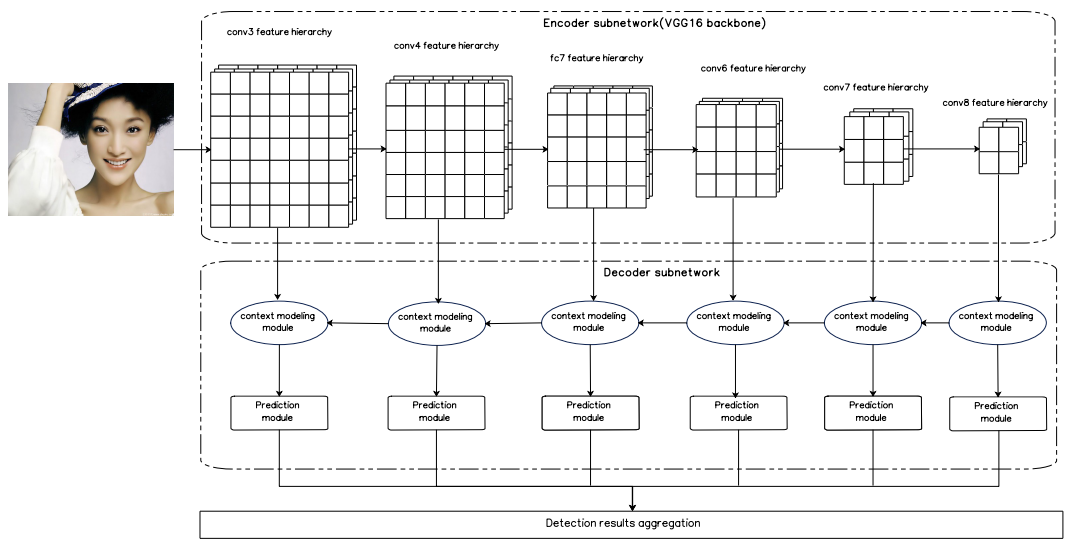 Encoder subnetwork(VGG16 backbone)
conv3 feature hierarchy
conv4 feature hierarchy
fc7 feature hierarchy
conv6 feature hierarchy
conv7 feature hierarchy
conv8 feature hierarchy
Decoder subnetwork
context modeling
module
context modeling
module
context modeling
module
context modeling
module
context modeling
module
context modeling
module
Prediction
module
Prediction
module
Prediction
module
Prediction
module
Prediction
module
Prediction
module
Detection results aggregation